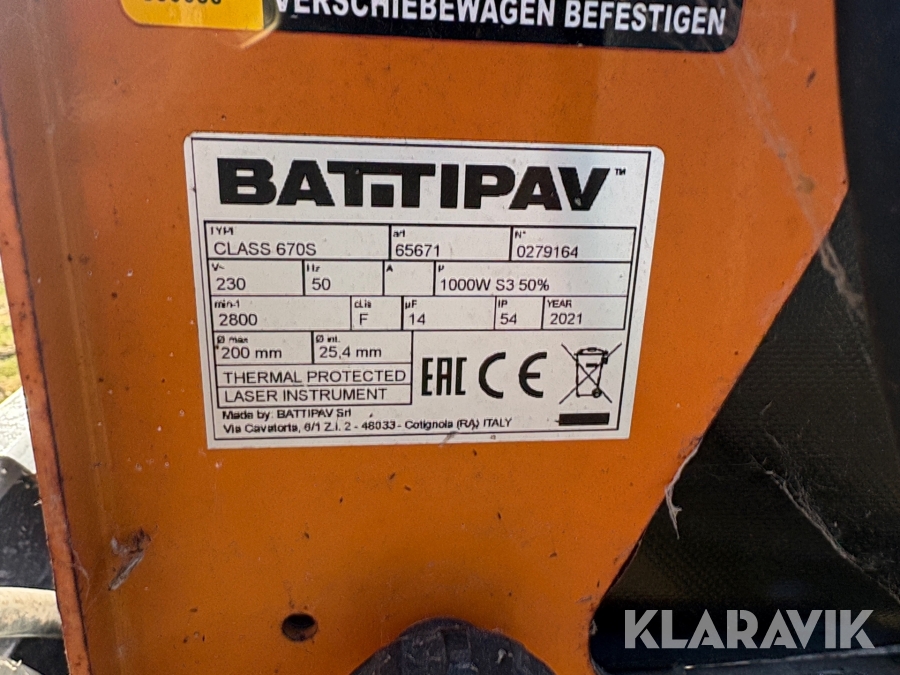 VERSCHIEBEWAGEN BEFESTIGEN
BATTIPAV™
TYPE art N°
CLASS 670S 65671 0279164
V~ Hz A P
230 50 1000W S3 50%
min-1 cl.is µF IP YEAR
2800 F 14 54 2021
Ø max Ø int.
200 mm 25,4 mm
THERMAL PROTECTED
LASER INSTRUMENT
EAC CE
Made by: BATTIPAV Srl
Via Cavatorta, 6/1 Z.I. 2 - 48033 - Cotignola (RA) ITALY
KLARAVIK